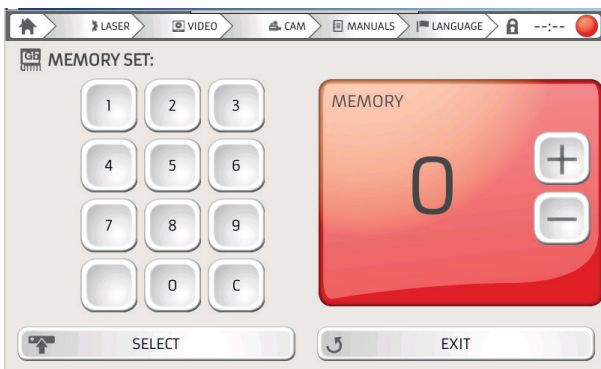 LASER VIDEO CAM MANUALS LANGUAGE --:--
Gb MEMORY SET:
MEMORY
1 2 3
4 5 6
7 8 9
0 C
0
+
-
SELECT EXIT